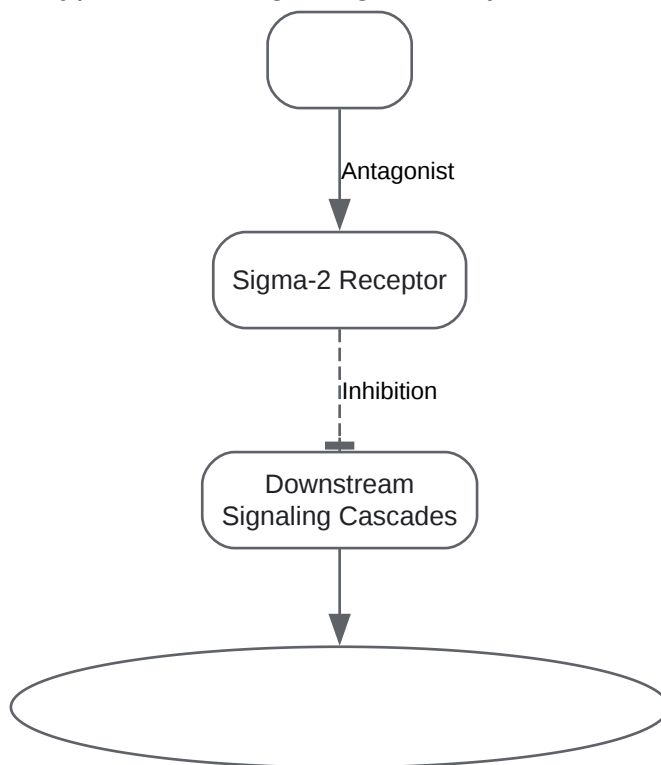 Antagonist
Sigma-2 Receptor
Inhibition
Downstream
Signaling Cascades